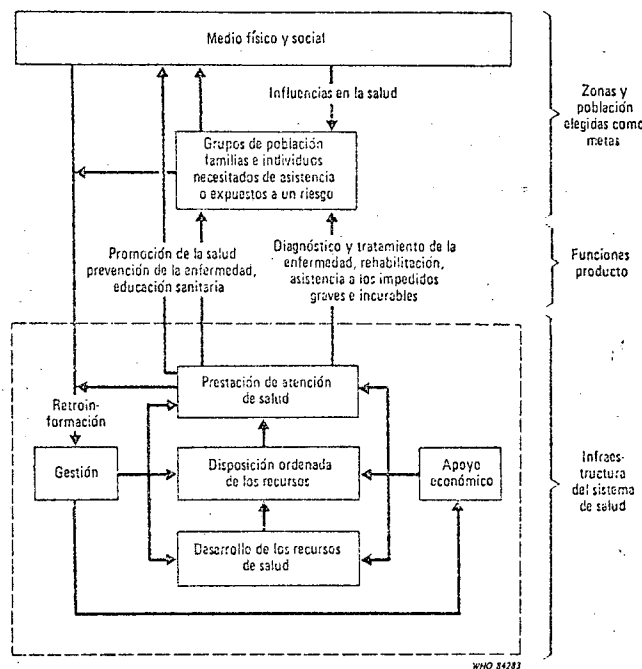 Medio físico y social
Influencias en la salud
Zonas y
población
elegidas como
metas
Grupos de población
familias e individuos
necesitados de asistencia
o expuestos a un riesgo
Promoción de la salud
prevención de la enfermedad,
educación sanitaria
Diagnóstico y tratamiento de la
enfermedad, rehabilitación,
asistencia a los impedidos
graves e incurables
Funciones
producto
Prestación de atención
de salud
Retroin-
formación
Gestión
Disposición ordenada
de los recursos
Apoyo
económico
Desarrollo de los recursos
de salud
Infraes-
tructura
del sistema
de salud
WHO 84283